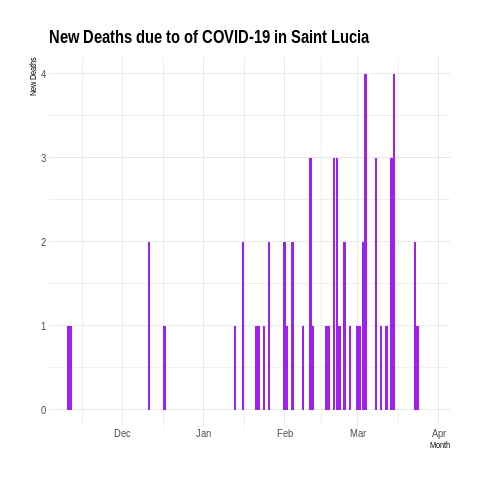 New Deaths due to of COVID-19 in Saint Lucia
New Deaths
4
3
2
1
0
Dec Jan Feb Mar Apr
Month